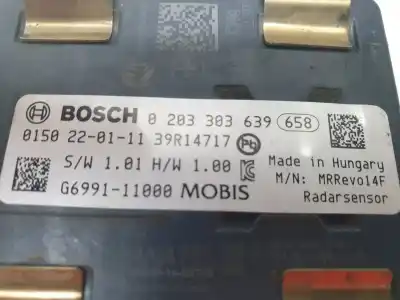 BOSCH 0 203 303 639 658
0150 22-01-11 39R14717 Pb
S/W 1.01 H/W 1.00
Made in Hungary
M/N: MRRevo14F
G6991-11000 MOBIS
Radarsensor